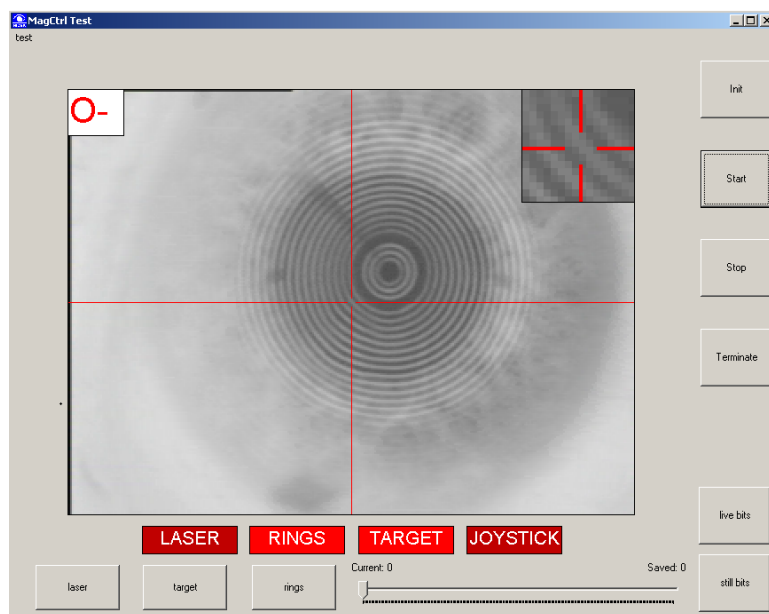 MagCtrl Test
test
O-
Init
Start
Stop
Terminate
live bits
still bits
LASER RINGS TARGET JOYSTICK
laser target rings
Current: 0 Saved: 0